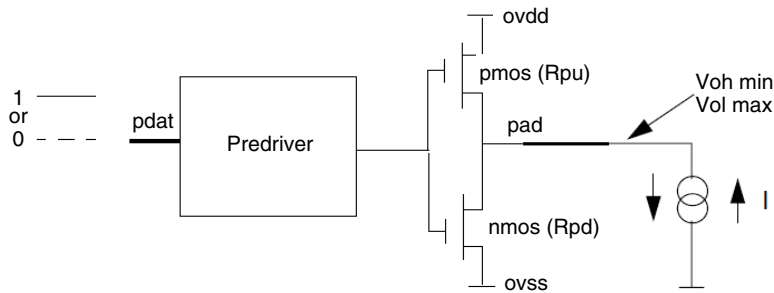 ovdd
pmos (Rpu)
Voh min
Vol max
1
or
0
pdat
Predriver
pad
I
nmos (Rpd)
ovss